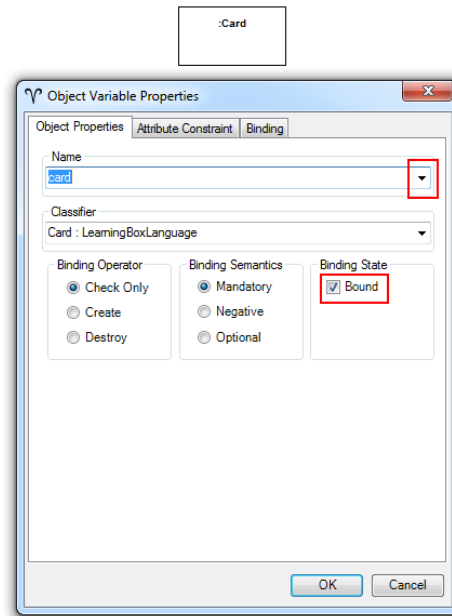 :Card
Object Variable Properties
Object Properties Attribute Constraint Binding
Name
card
Classifier
Card : LearningBoxLanguage
Binding Operator Binding Semantics Binding State
Check Only Mandatory Bound
Create Negative
Destroy Optional
OK Cancel